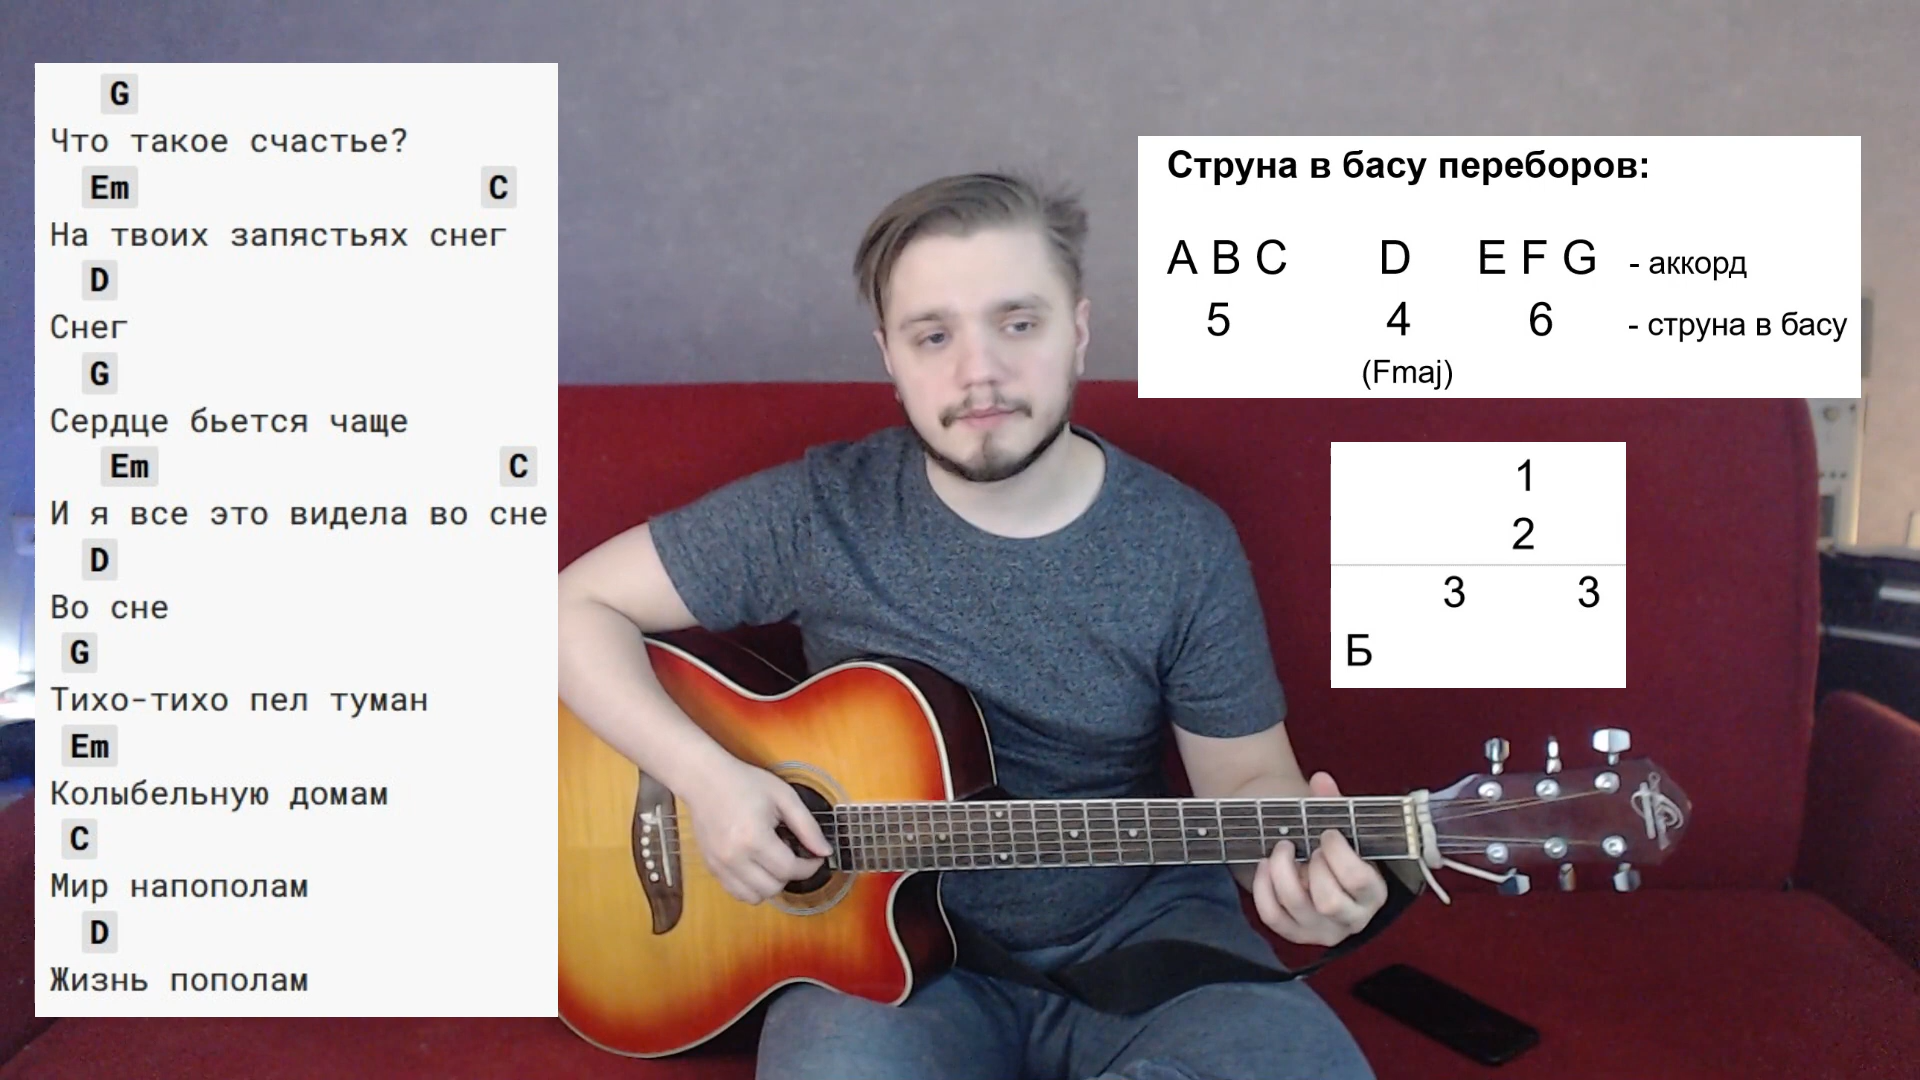 G
Что такое счастье?
Em C
На твоих запястьях снег
D
Снег
G
Сердце бьется чаще
Em C
И я все это видела во сне
D
Во сне
G
Тихо-тихо пел туман
Em
Колыбельную домам
C
Мир напополам
D
Жизнь пополам
Струна в басу переборов:
A B C D E F G - аккорд
5 4 6 - струна в басу
(Fmaj)
1
2
3 3
Б